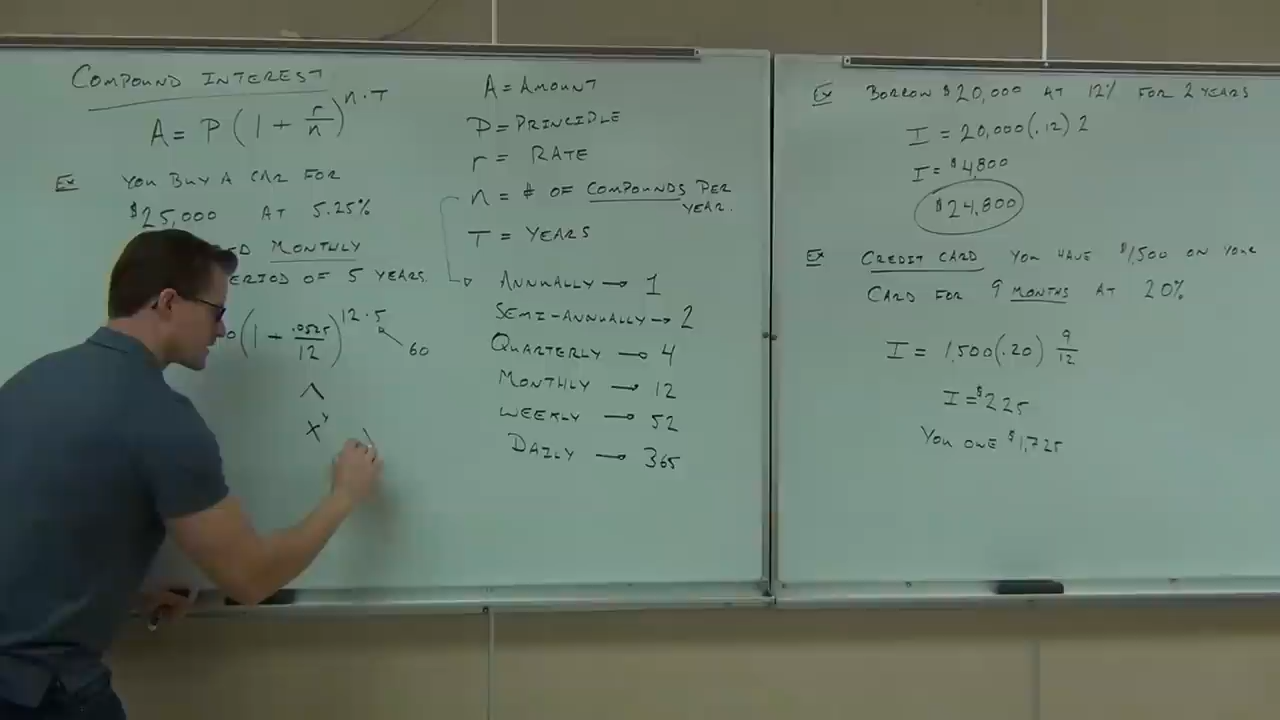 COMPOUND INTEREST
A = P (1 + r/n)^n·T
Ex YOU BUY A CAR FOR
$25,000 AT 5.25%
ED MONTHLY
ERIOD OF 5 YEARS.
0(1 + .0525/12)^12·5
60
^
x^y
A = AMOUNT
P = PRINCIPLE
r = RATE
n = # OF COMPOUNDS PER
YEAR.
T = YEARS
ANNUALLY → 1
SEMI-ANNUALLY → 2
QUARTERLY → 4
MONTHLY → 12
WEEKLY → 52
DAILY → 365
Ex BORROW $20,000 AT 12% FOR 2 YEARS
I = 20,000(.12) 2
I = $4,800
$24,800
Ex CREDIT CARD YOU HAVE $1,500 ON YOUR
CARD FOR 9 MONTHS AT 20%
I = 1,500(.20) 9/12
I = $225
YOU OWE $1,725